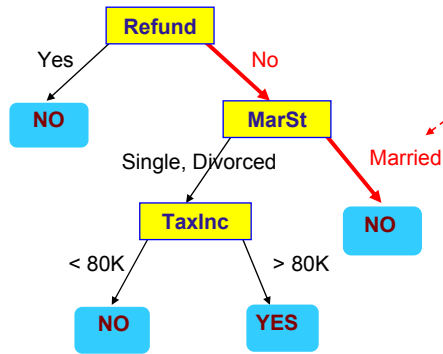 Refund
Yes
No
NO
MarSt
Single, Divorced
Married
TaxInc
NO
< 80K
> 80K
NO
YES